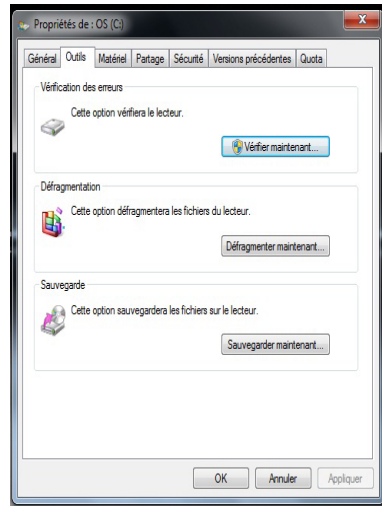 Propriétés de : OS (C:)
Général Outils Matériel Partage Sécurité Versions précédentes Quota
Vérification des erreurs
Cette option vérifiera le lecteur.
Vérifier maintenant...
Défragmentation
Cette option défragmentera les fichiers du lecteur.
Défragmenter maintenant...
Sauvegarde
Cette option sauvegardera les fichiers sur le lecteur.
Sauvegarder maintenant...
OK Annuler Appliquer